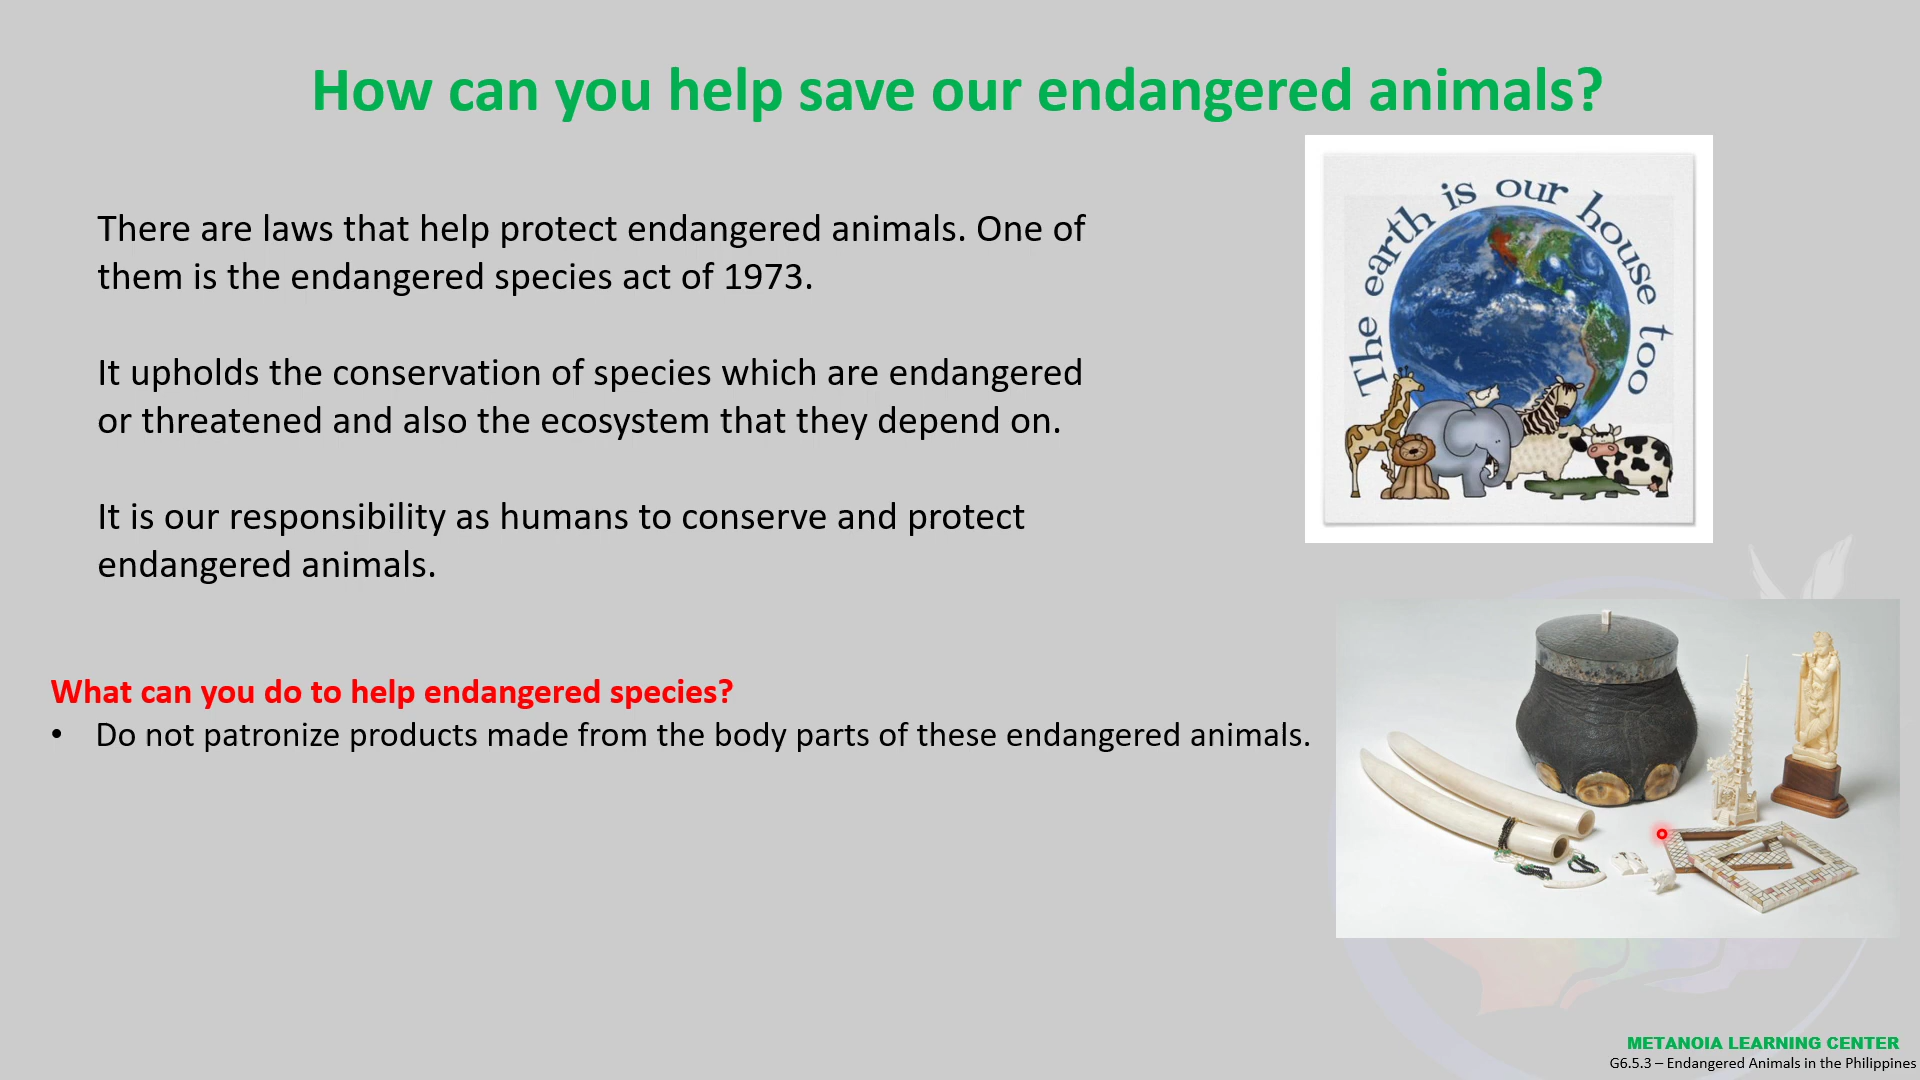 How can you help save our endangered animals?
The earth is our house too
There are laws that help protect endangered animals. One of
them is the endangered species act of 1973.
It upholds the conservation of species which are endangered
or threatened and also the ecosystem that they depend on.
It is our responsibility as humans to conserve and protect
endangered animals.
What can you do to help endangered species?
• Do not patronize products made from the body parts of these endangered animals.
METANOIA LEARNING CENTER
G6.5.3 – Endangered Animals in the Philippines